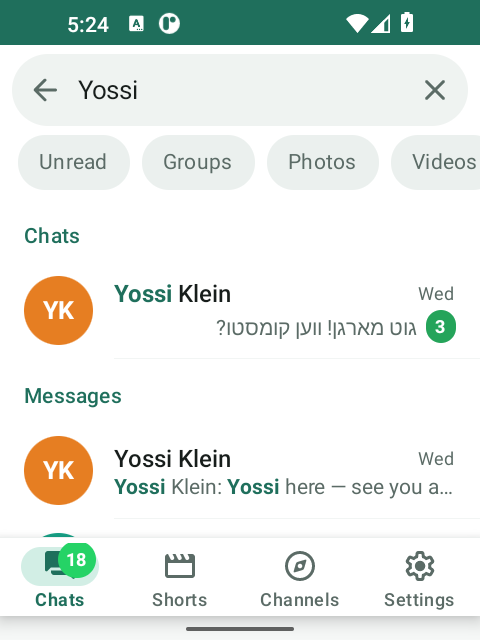 5:24
Yossi
Unread
Groups
Photos
Videos
Chats
YK
Yossi Klein
Wed
גוט מארגן! ווען קומסטו?
3
Messages
YK
Yossi Klein
Wed
Yossi Klein: Yossi here — see you a…
18
Chats
Shorts
Channels
Settings